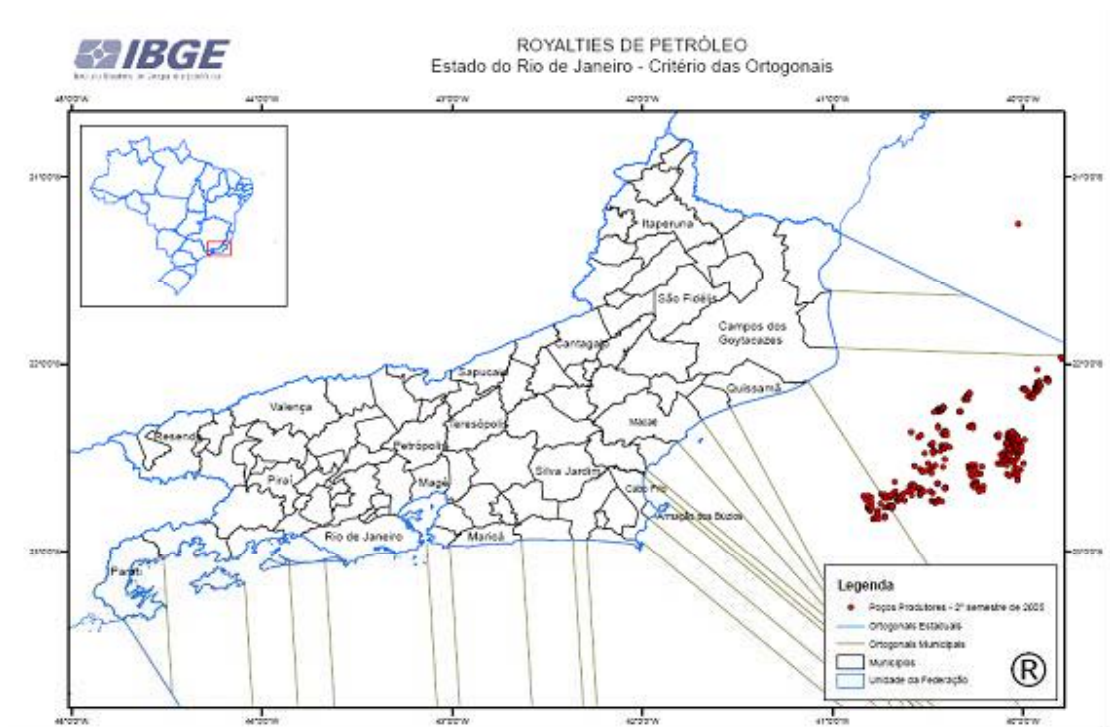 IBGE
ROYALTIES DE PETRÓLEO
Estado do Rio de Janeiro - Critério das Ortogonais
Itaperuna
São Fidélis
Campos dos
Goytacazes
Cantagalo
Sapucaia
Quissamã
Valença
Teresópolis
Macaé
Resende
Petrópolis
Silva Jardim
Piraí
Magé
Cabo Frio
Armação dos Búzios
Rio de Janeiro
Maricá
Parati
Legenda
Poços Produtores - 2º semestre de 2005
Ortogonais Estaduais
Ortogonais Municipais
Municípios
Unidade da Federação
®